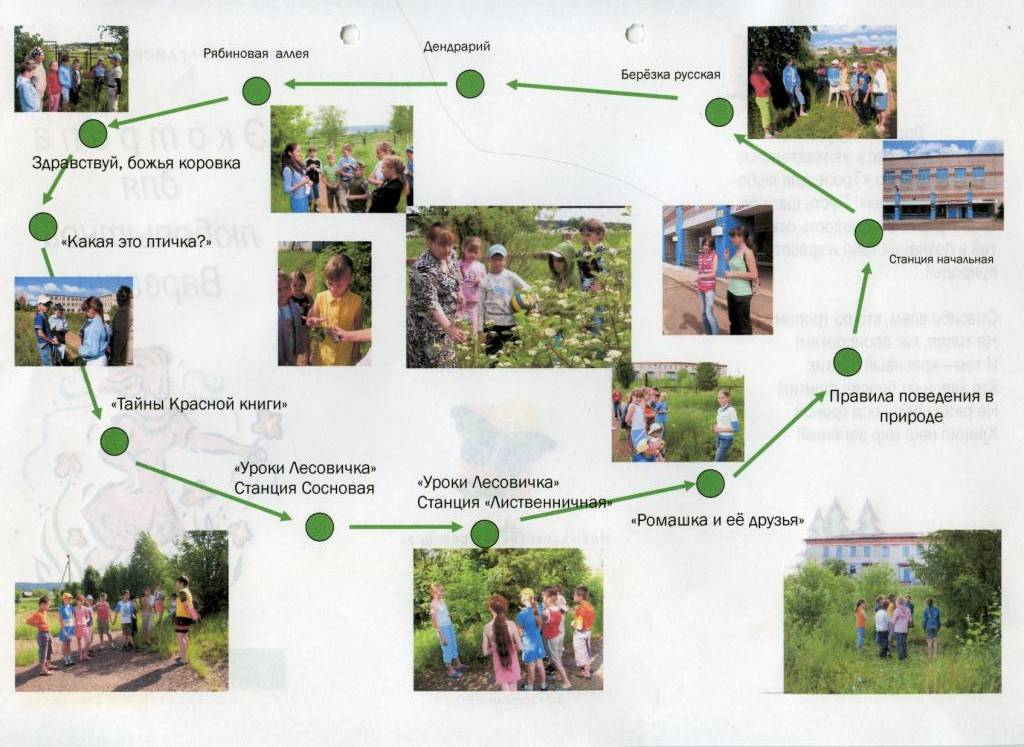 Рябиновая аллея
Дендрарий
Берёзка русская
Здравствуй, божья коровка
«Какая это птичка?»
Станция начальная
«Тайны Красной книги»
Правила поведения в
природе
«Уроки Лесовичка»
Станция Сосновая
«Уроки Лесовичка»
Станция «Лиственничная»
«Ромашка и её друзья»